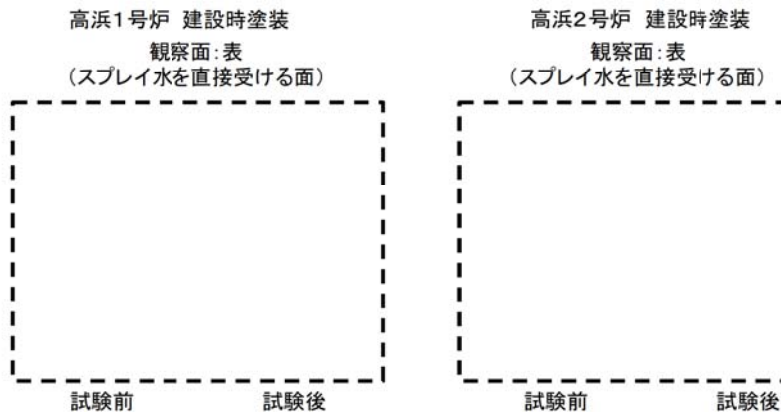 高浜1号炉 建設時塗装
観察面:表
(スプレイ水を直接受ける面)
試験前 試験後
高浜2号炉 建設時塗装
観察面:表
(スプレイ水を直接受ける面)
試験前 試験後